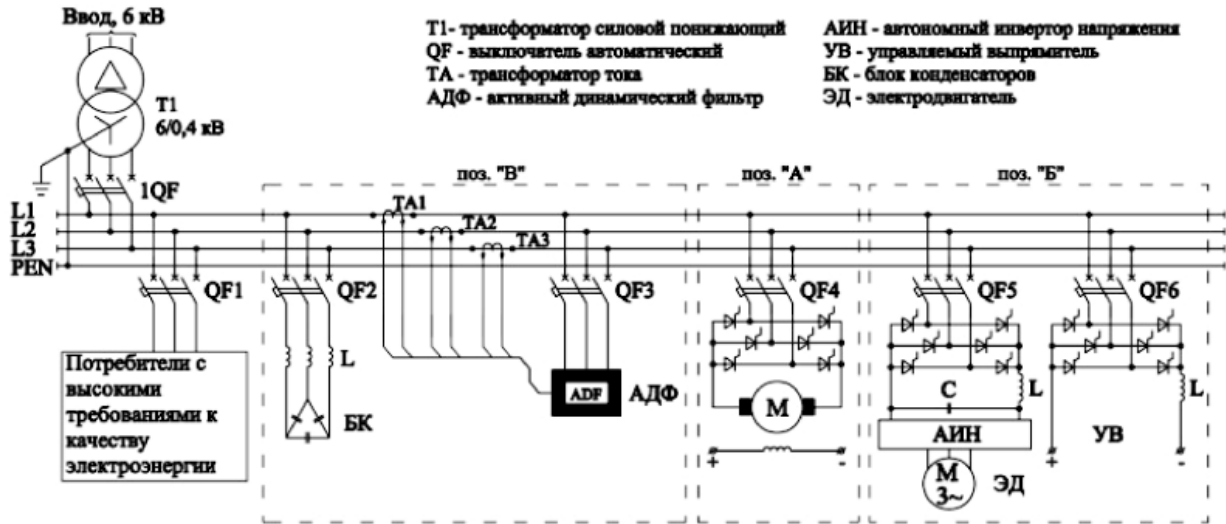 Ввод, 6 кВ
Т1- трансформатор силовой понижающий
QF - выключатель автоматический
ТА - трансформатор тока
АДФ - активный динамический фильтр
АИН - автономный инвертор напряжения
УВ - управляемый выпрямитель
БК - блок конденсаторов
ЭД - электродвигатель
Т1
6/0,4 кВ
1QF
поз. "В"
поз. "А"
поз. "Б"
L1
L2
L3
PEN
TA1
TA2
TA3
QF1
QF2
QF3
QF4
QF5
QF6
Потребители с
высокими
требованиями к
качеству
электроэнергии
L
БК
ADF
АДФ
M
+
-
C
L
АИН
M
3~
ЭД
L
УВ
+
-